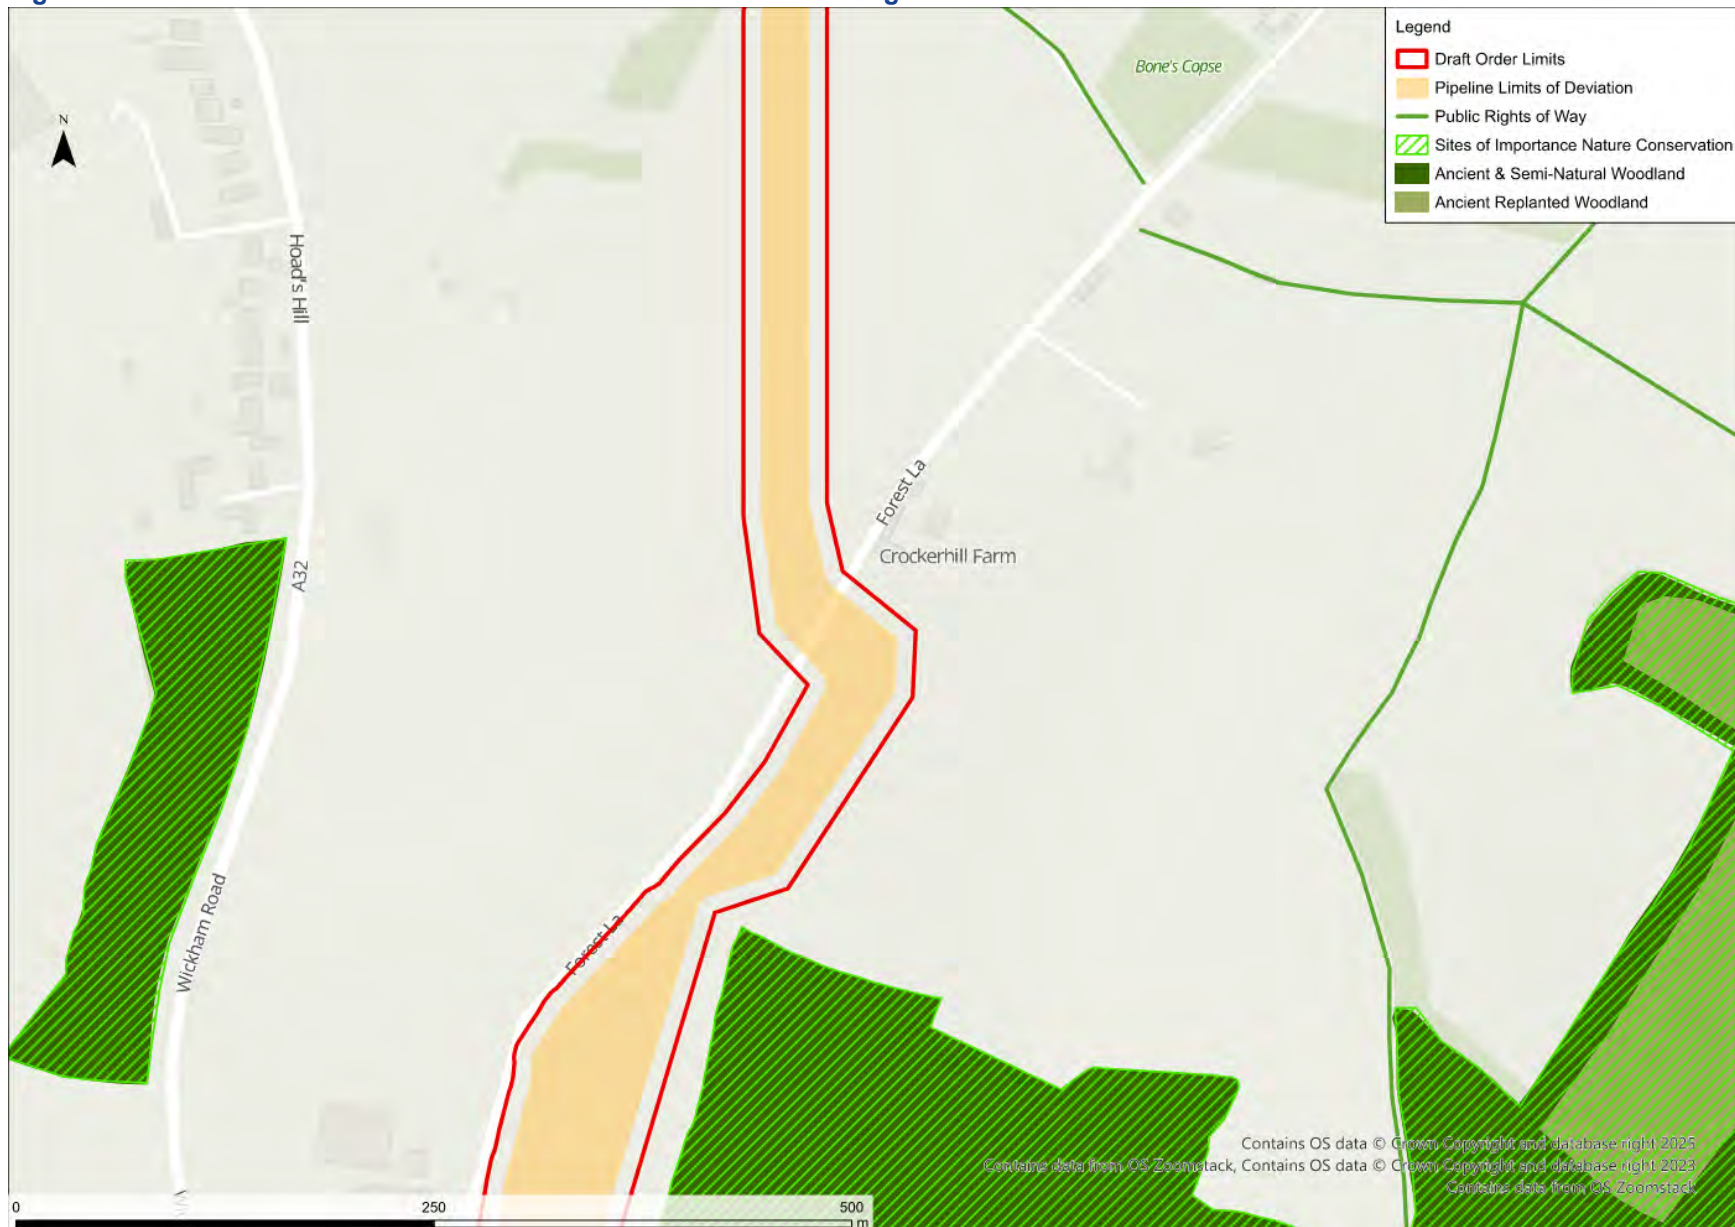 Legend
Draft Order Limits
Pipeline Limits of Deviation
Public Rights of Way
Sites of Importance Nature Conservation
Ancient & Semi-Natural Woodland
Ancient Replanted Woodland
Bone's Copse
N
Hoad's Hill
Forest La
Crockerhill Farm
A32
Wickham Road
Forest La
Contains OS data © Crown Copyright and database right 2025
Contains data from OS Zoomstack, Contains OS data © Crown Copyright and database right 2023
Contains data from OS Zoomstack
0 250 500
m